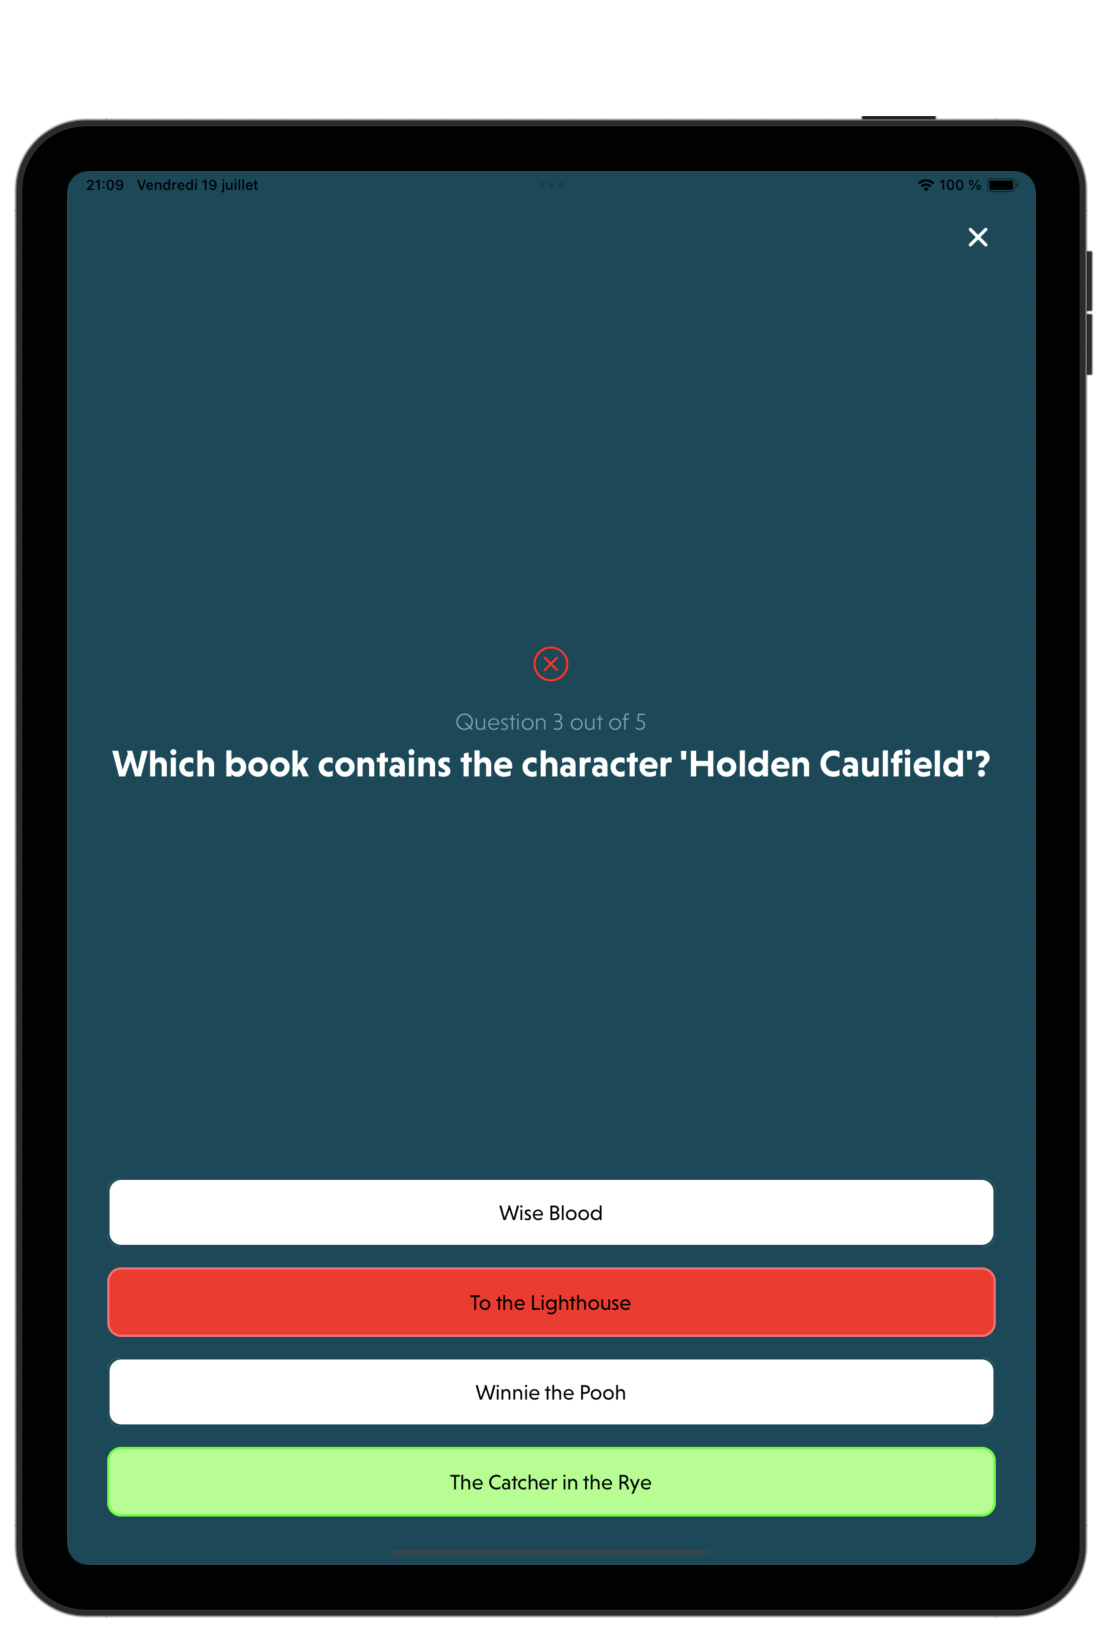 21:09 Vendredi 19 juillet 100 %
Question 3 out of 5
Which book contains the character 'Holden Caulfield'?
Wise Blood
To the Lighthouse
Winnie the Pooh
The Catcher in the Rye